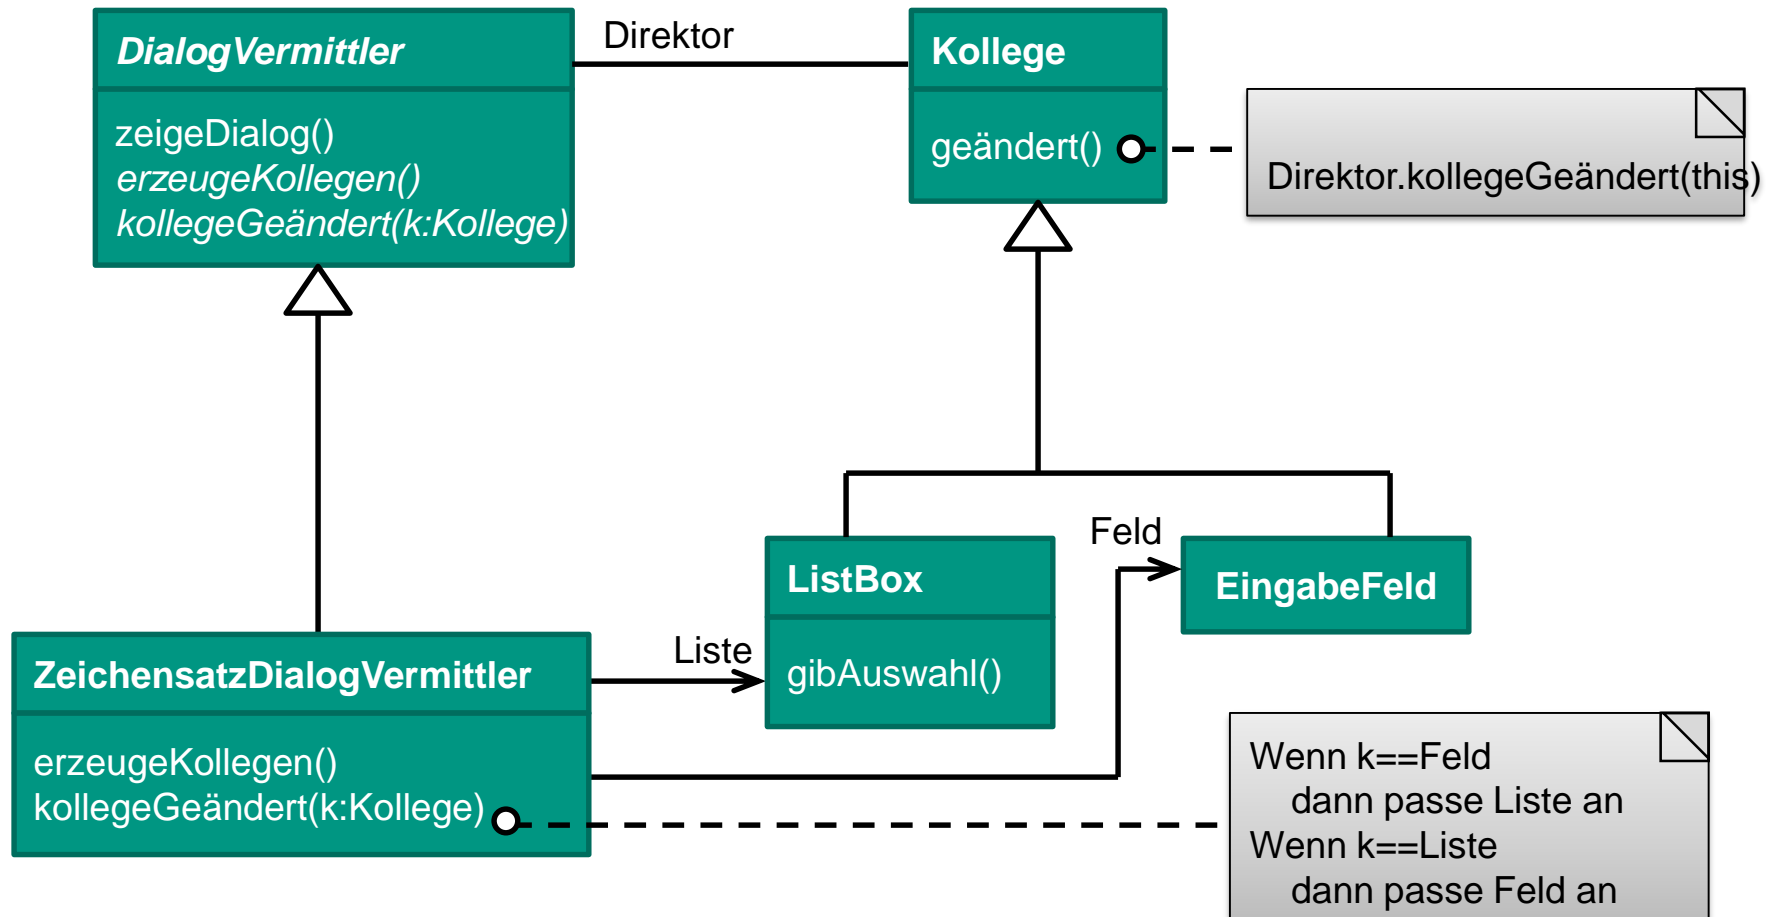 DialogVermittler
zeigeDialog()
erzeugeKollegen()
kollegeGeändert(k:Kollege)
Direktor
Kollege
geändert()
Direktor.kollegeGeändert(this)
ListBox
gibAuswahl()
Feld
EingabeFeld
Liste
ZeichensatzDialogVermittler
erzeugeKollegen()
kollegeGeändert(k:Kollege)
Wenn k==Feld
dann passe Liste an
Wenn k==Liste
dann passe Feld an